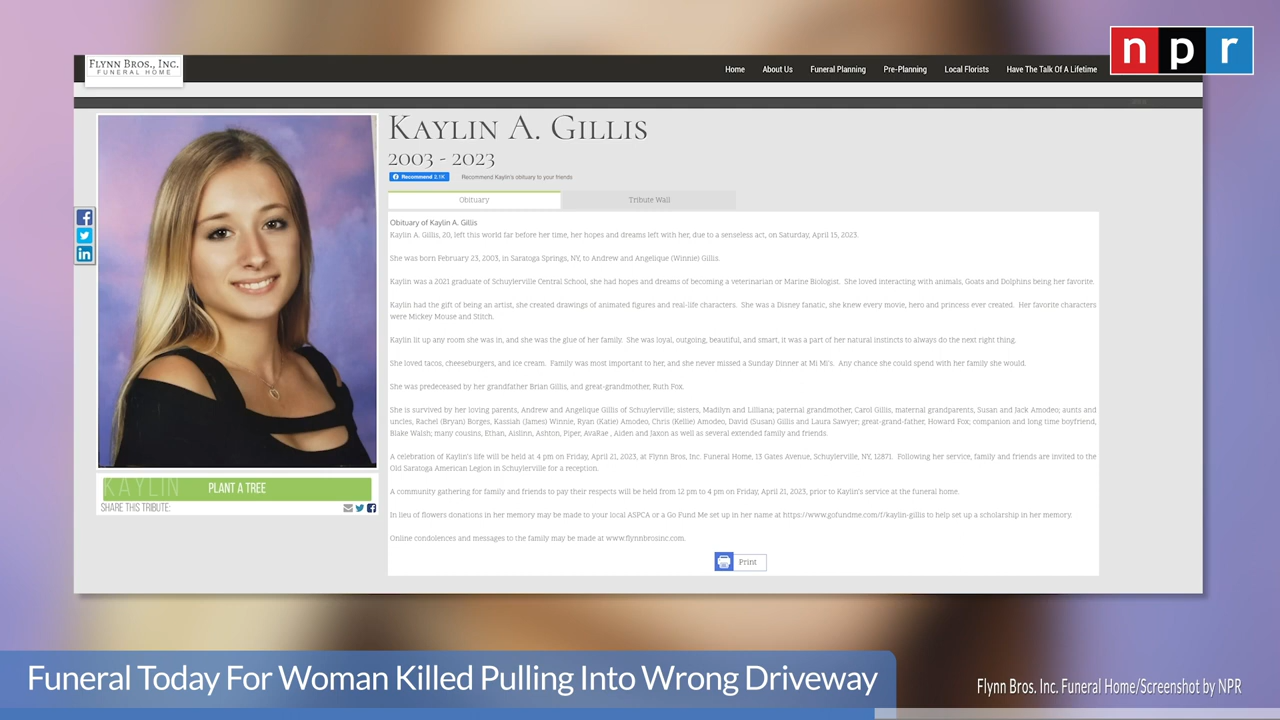 npr
FLYNN BROS., INC.
FUNERAL HOME
Home About Us Funeral Planning Pre-Planning Local Florists Have The Talk Of A Lifetime
KAYLIN A. GILLIS
2003 - 2023
Recommend 3.1K Recommend Kaylin's obituary to your friends
Obituary Tribute Wall
Obituary of Kaylin A. Gillis
Kaylin A. Gillis, 20, left this world far before her time, her hopes and dreams left with her, due to a senseless act, on Saturday, April 15, 2023.
She was born February 23, 2003, in Saratoga Springs, NY, to Andrew and Angelique (Winnie) Gillis.
Kaylin was a 2021 graduate of Schuylerville Central School, she had hopes and dreams of becoming a veterinarian or Marine Biologist. She loved interacting with animals, Goats and Dolphins being her favorite.
Kaylin had the gift of being an artist, she created drawings of animated figures and real-life characters. She was a Disney fanatic, she knew every movie, hero and princess ever created. Her favorite characters
were Mickey Mouse and Stitch.
Kaylin lit up any room she was in, and she was the glue of her family. She was loyal, outgoing, beautiful, and smart, it was a part of her natural instincts to always do the next right thing.
She loved tacos, cheeseburgers, and ice cream. Family was most important to her, and she never missed a Sunday Dinner at Mi Mi's. Any chance she could spend with her family she would.
She was predeceased by her grandfather Brian Gillis, and great-grandmother, Ruth Fox.
She is survived by her loving parents, Andrew and Angelique Gillis of Schuylerville; sisters, Madilyn and Lilliana; paternal grandmother, Carol Gillis, maternal grandparents, Susan and Jack Amodeo; aunts and
uncles, Rachel (Bryan) Borges, Kassiah (James) Winnie, Ryan (Katie) Amodeo, Chris (Kellie) Amodeo, David (Susan) Gillis and Laura Sawyer; great-grand-father, Howard Fox; companion and long time boyfriend,
Blake Walsh; many cousins, Ethan, Aislinn, Ashton, Piper, AvaRae , Aiden and Jaxon as well as several extended family and friends.
A celebration of Kaylin's life will be held at 4 pm on Friday, April 21, 2023, at Flynn Bros, Inc. Funeral Home, 13 Gates Avenue, Schuylerville, NY, 12871. Following her service, family and friends are invited to the
Old Saratoga American Legion in Schuylerville for a reception.
A community gathering for family and friends to pay their respects will be held from 12 pm to 4 pm on Friday, April 21, 2023, prior to Kaylin's service at the funeral home.
In lieu of flowers donations in her memory may be made to your local ASPCA or a Go Fund Me set up in her name at https://www.gofundme.com/f/kaylin-gillis to help set up a scholarship in her memory.
Online condolences and messages to the family may be made at www.flynnbrosinc.com.
Print
KAYLIN
PLANT A TREE
SHARE THIS TRIBUTE:
Funeral Today For Woman Killed Pulling Into Wrong Driveway
Flynn Bros. Inc. Funeral Home/Screenshot by NPR